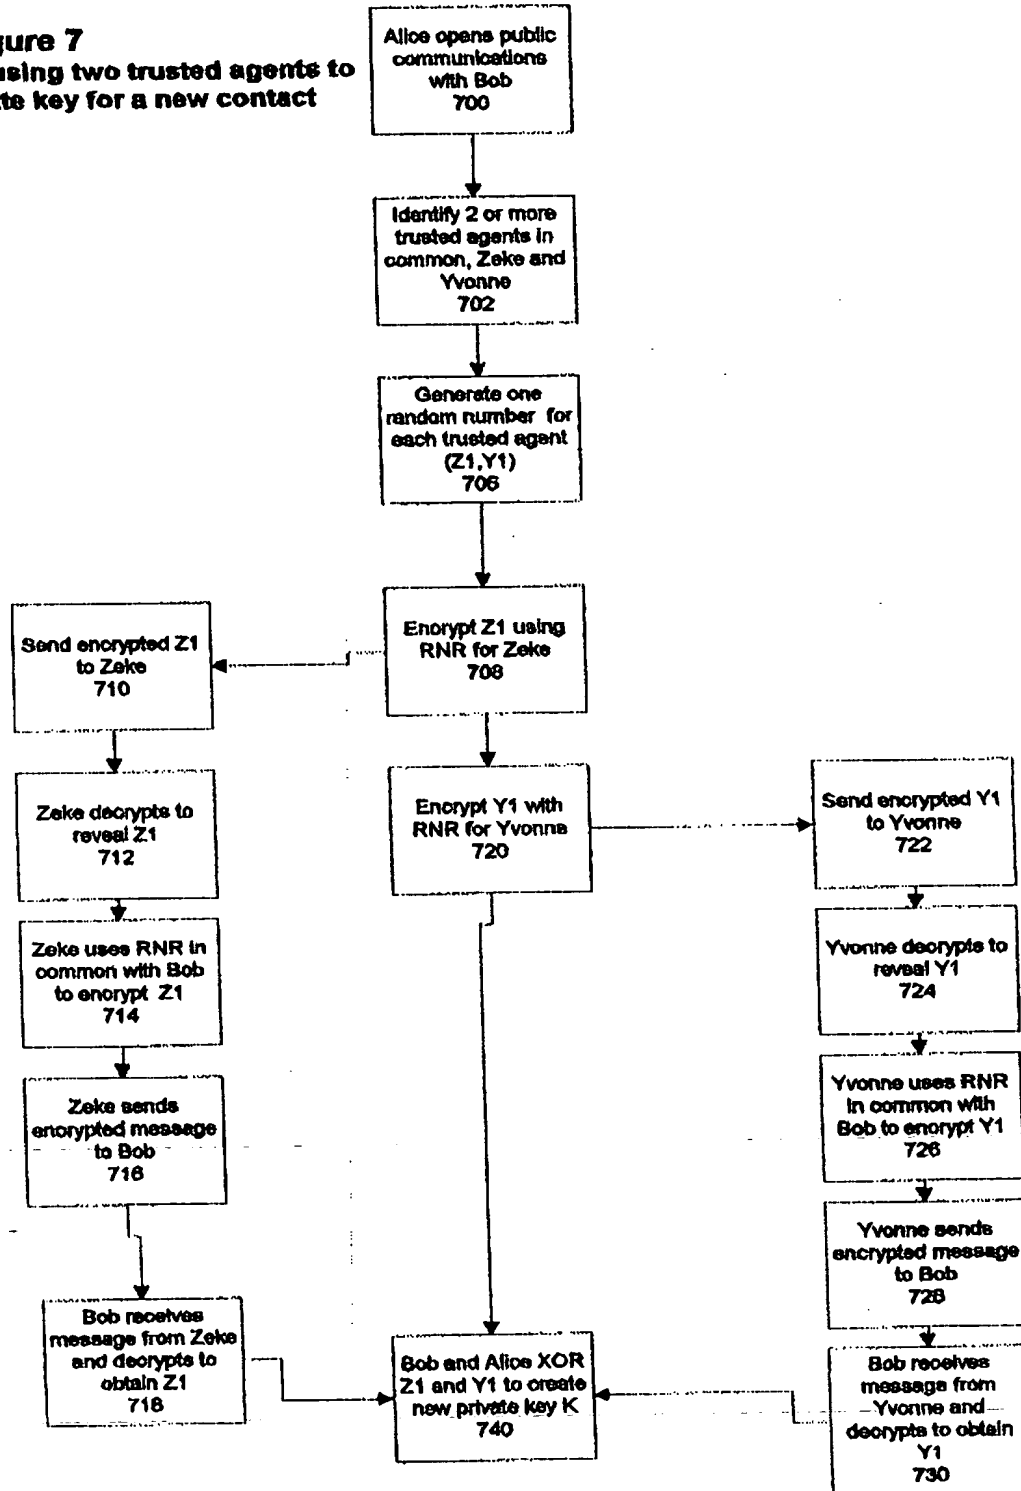 gure 7
using two trusted agents to
te key for a new contact
Alice opens public
communications
with Bob
700
Identify 2 or more
trusted agents in
common, Zeke and
Yvonne
702
Generate one
random number for
each trusted agent
(Z1,Y1)
706
Encrypt Z1 using
RNR for Zeke
708
Send encrypted Z1
to Zeke
710
Zeke decrypts to
reveal Z1
712
Zeke uses RNR in
common with Bob
to encrypt Z1
714
Zeke sends
encrypted message
to Bob
716
Bob receives
message from Zeke
and decrypts to
obtain Z1
718
Encrypt Y1 with
RNR for Yvonne
720
Send encrypted Y1
to Yvonne
722
Yvonne decrypts to
reveal Y1
724
Yvonne uses RNR
in common with
Bob to encrypt Y1
726
Yvonne sends
encrypted message
to Bob
728
Bob receives
message from
Yvonne and
decrypts to obtain
Y1
730
Bob and Alice XOR
Z1 and Y1 to create
new private key K
740